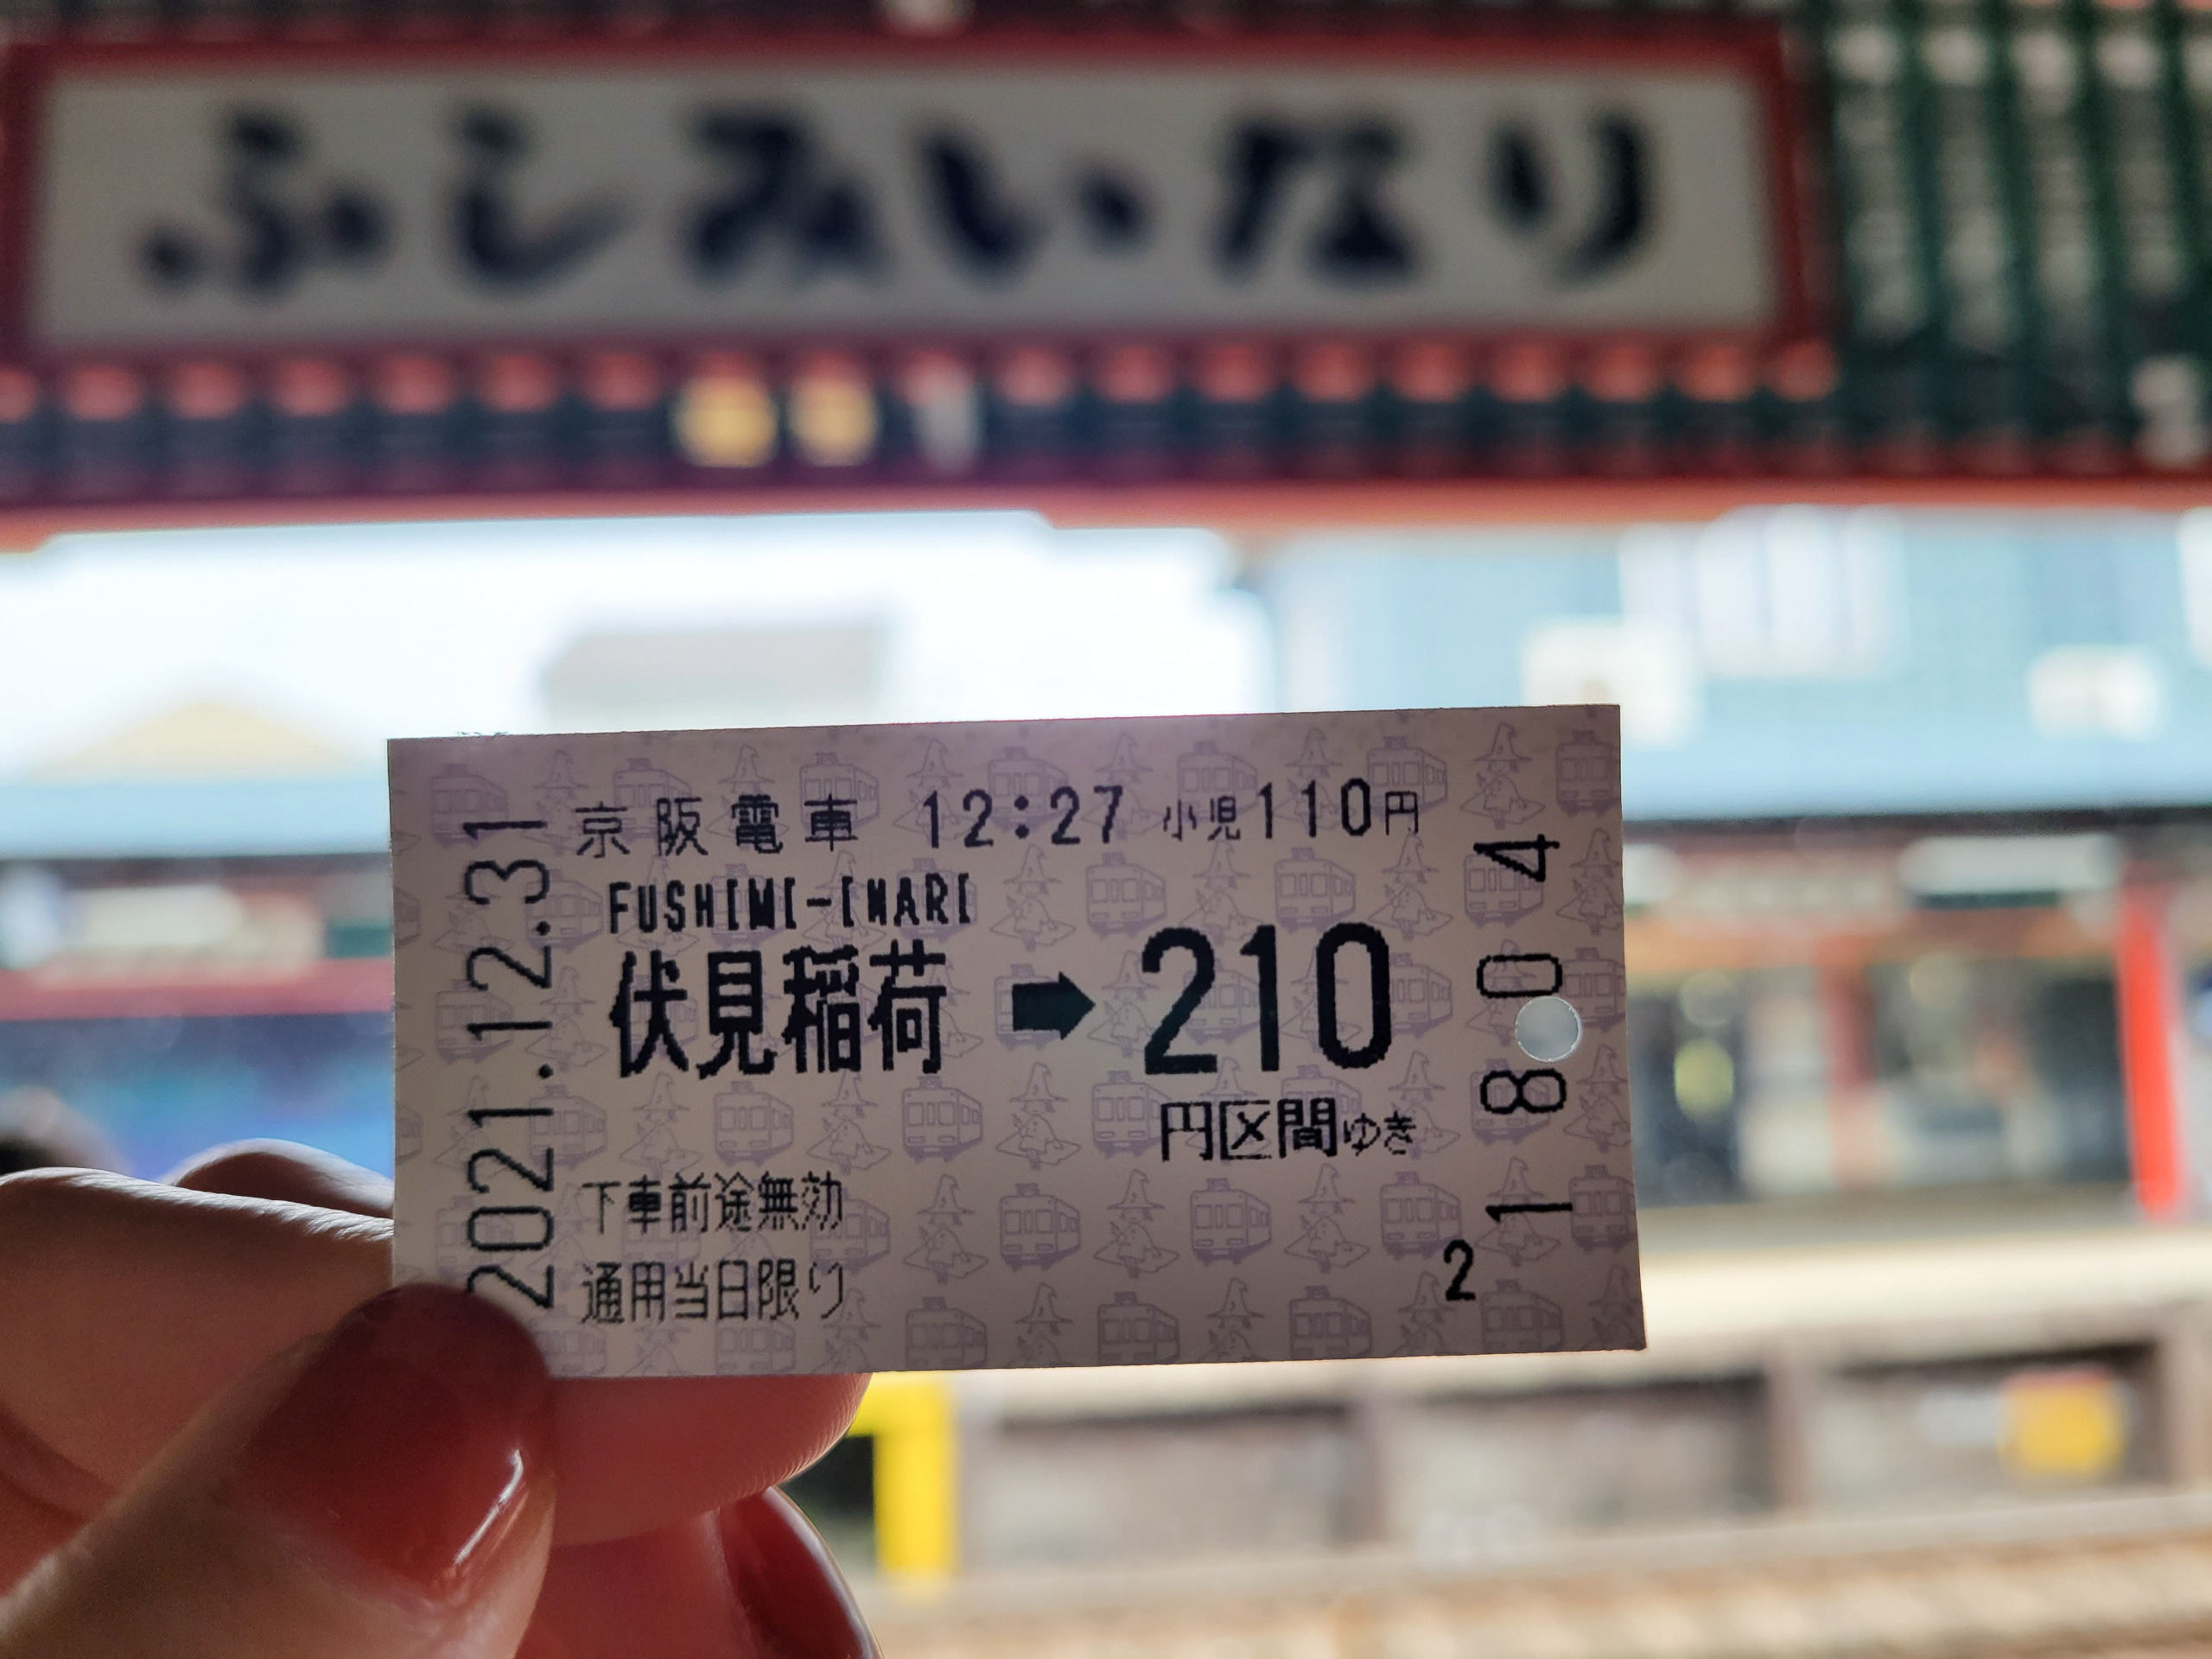 ふしみいなり
京阪電車 12:27 小児110円
FUSHIMI-INARI
伏見稲荷➡210
円区間ゆき
下車前途無効
通用当日限り
2
2021.12.31
1804